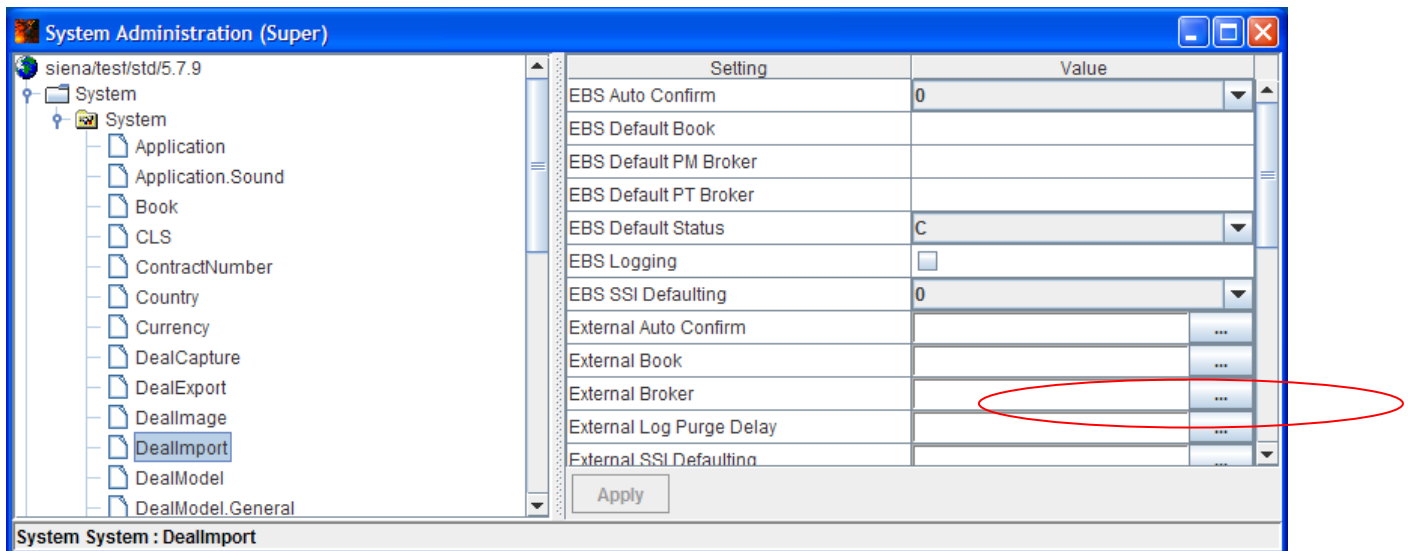 System Administration (Super)
siena/test/std/5.7.9
System
System
Application
Application.Sound
Book
CLS
ContractNumber
Country
Currency
DealCapture
DealExport
DealImage
DealImport
DealModel
DealModel.General
Setting Value
EBS Auto Confirm 0
EBS Default Book
EBS Default PM Broker
EBS Default PT Broker
EBS Default Status C
EBS Logging
EBS SSI Defaulting 0
External Auto Confirm ...
External Book ...
External Broker ...
External Log Purge Delay ...
External SSI Defaulting ...
Apply
System System : DealImport